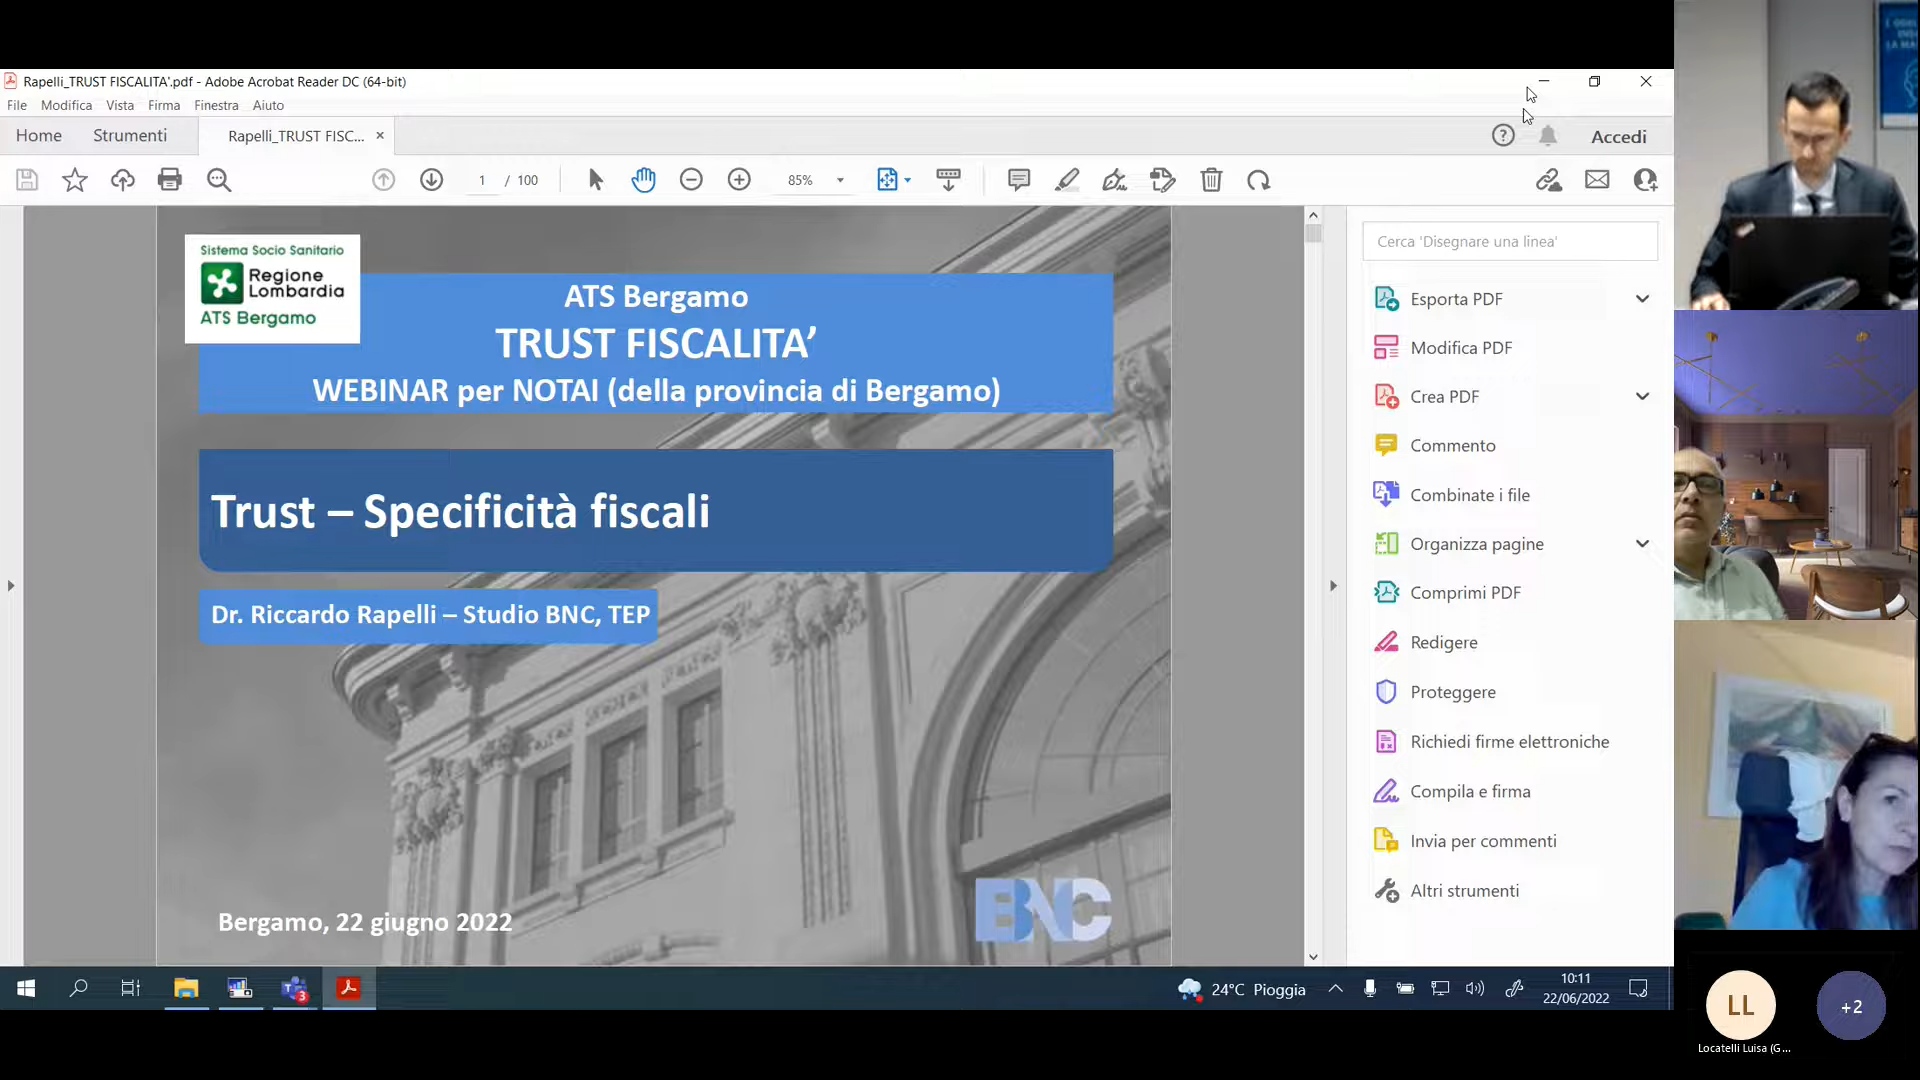 Rapelli_TRUST FISCALITA'.pdf - Adobe Acrobat Reader DC (64-bit)
File Modifica Vista Firma Finestra Aiuto
Home Strumenti Rapelli_TRUST FISC... × Accedi
1 / 100 85%
Sistema Socio Sanitario
Regione
Lombardia
ATS Bergamo
ATS Bergamo
TRUST FISCALITA’
WEBINAR per NOTAI (della provincia di Bergamo)
Trust – Specificità fiscali
Dr. Riccardo Rapelli – Studio BNC, TEP
Bergamo, 22 giugno 2022
BNC
Cerca 'Disegnare una linea'
Esporta PDF
Modifica PDF
Crea PDF
Commento
Combinate i file
Organizza pagine
Comprimi PDF
Redigere
Proteggere
Richiedi firme elettroniche
Compila e firma
Invia per commenti
Altri strumenti
3
24°C Pioggia
10:11
22/06/2022
LL
+2
Locatelli Luisa (G...